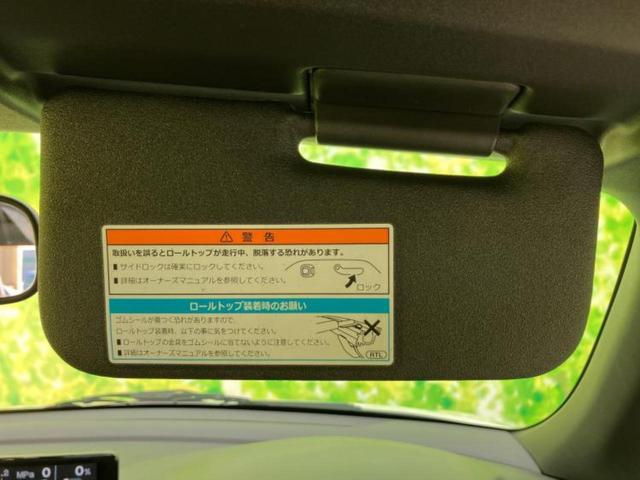 ⚠ 警告
取扱いを誤るとロールトップが走行中、脱落する恐れがあります。
■ サイドロックは確実にロックしてください。
■ 詳細はオーナーズマニュアルを参照してください。
ロック
ロールトップ装着時のお願い
ゴムシールが傷つく恐れがありますので、
ロールトップ装着時、以下の事に気をつけてください。
■ ロールトップの金具をゴムシールに当てないように注意してください。
■ 詳細はオーナーズマニュアルを参照してください。
RTL
.2 MPa 0 0%